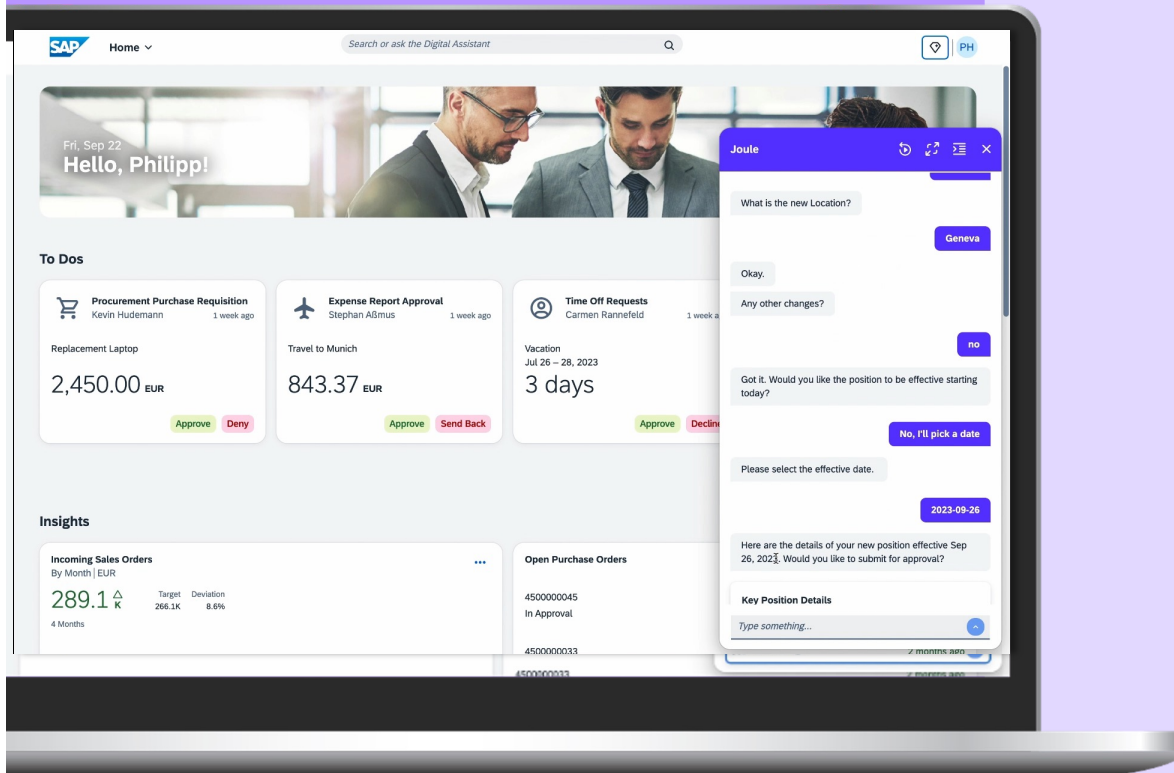 SAP
Home
Search or ask the Digital Assistant
PH
Fri, Sep 22
Hello, Philipp!
To Dos
Procurement Purchase Requisition
Kevin Hudemann
1 week ago
Replacement Laptop
2,450.00 EUR
Approve
Deny
Expense Report Approval
Stephan Aßmus
1 week ago
Travel to Munich
843.37 EUR
Approve
Send Back
Time Off Requests
Carmen Rannefeld
1 week a
Vacation
Jul 26 – 28, 2023
3 days
Approve
Decline
Insights
Incoming Sales Orders
By Month | EUR
289.1 K
Target
266.1K
Deviation
8.6%
4 Months
Open Purchase Orders
4500000045
In Approval
4500000033
4500000033
Joule
What is the new Location?
Geneva
Okay.
Any other changes?
no
Got it. Would you like the position to be effective starting
today?
No, I'll pick a date
Please select the effective date.
2023-09-26
Here are the details of your new position effective Sep
26, 2023. Would you like to submit for approval?
Key Position Details
Type something...
2 months ago
2 months ago